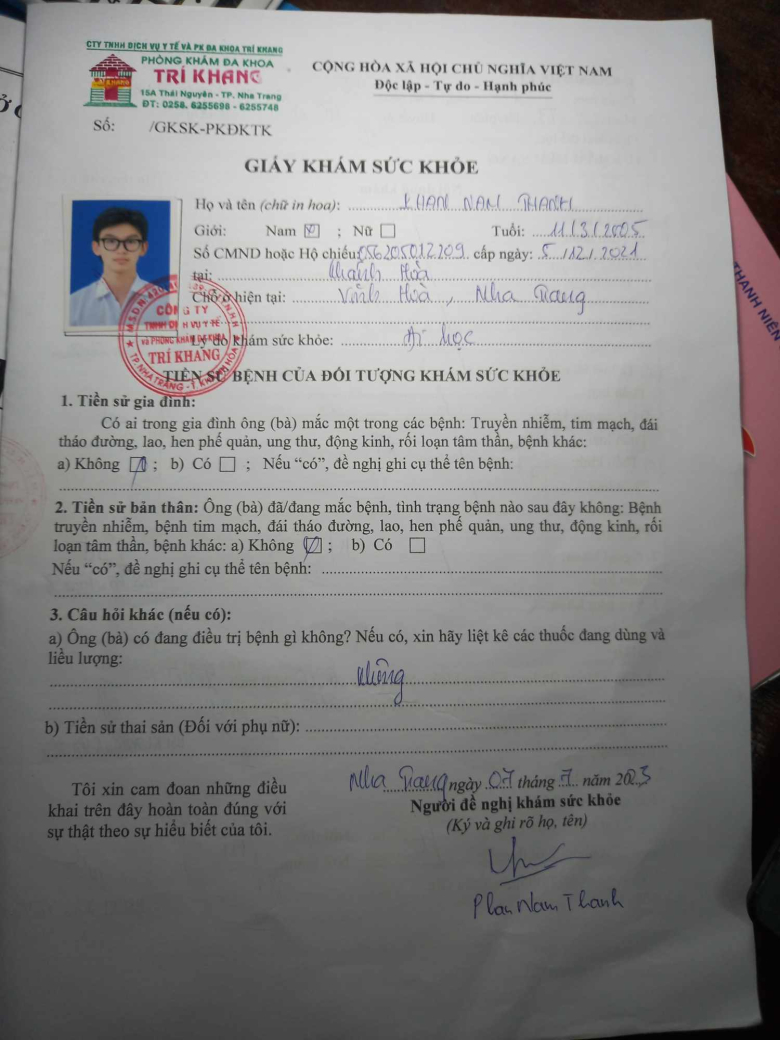 CTY TNHH DỊCH VỤ Y TẾ VÀ PK ĐA KHOA TRÍ KHANG
PHÒNG KHÁM ĐA KHOA
TRÍ KHANG
15A Thái Nguyên - TP. Nha Trang
ĐT: 0258. 6255698 - 6255748
CỘNG HÒA XÃ HỘI CHỦ NGHĨA VIỆT NAM
Độc lập - Tự do - Hạnh phúc
Số: /GKSK-PKĐKTK
GIẤY KHÁM SỨC KHỎE
Họ và tên (chữ in hoa): PHAN NAM THANH
Giới: Nam ☑ ; Nữ ☐ Tuổi: 11/3/2005
Số CMND hoặc Hộ chiếu: 056205012209 cấp ngày: 5/12/2021
tại: Khánh Hòa
Chỗ ở hiện tại: Vĩnh Hòa, Nha Trang
Lý do khám sức khỏe: Đi học
CÔNG TY
TNHH DỊCH VỤ Y TẾ
VÀ PHÒNG KHÁM ĐA KHOA
TRÍ KHANG
TP. NHA TRANG - T. KHÁNH HÒA
TIỀN SỬ BỆNH CỦA ĐỐI TƯỢNG KHÁM SỨC KHỎE
1. Tiền sử gia đình:
Có ai trong gia đình ông (bà) mắc một trong các bệnh: Truyền nhiễm, tim mạch, đái
tháo đường, lao, hen phế quản, ung thư, động kinh, rối loạn tâm thần, bệnh khác:
a) Không ☑ ; b) Có ☐ ; Nếu “có”, đề nghị ghi cụ thể tên bệnh:
2. Tiền sử bản thân: Ông (bà) đã/đang mắc bệnh, tình trạng bệnh nào sau đây không: Bệnh
truyền nhiễm, bệnh tim mạch, đái tháo đường, lao, hen phế quản, ung thư, động kinh, rối
loạn tâm thần, bệnh khác: a) Không ☑ ; b) Có ☐
Nếu “có”, đề nghị ghi cụ thể tên bệnh:
3. Câu hỏi khác (nếu có):
a) Ông (bà) có đang điều trị bệnh gì không? Nếu có, xin hãy liệt kê các thuốc đang dùng và
liều lượng:
không
b) Tiền sử thai sản (Đối với phụ nữ):
Nha Trang ngày 07 tháng 7 năm 2023
Tôi xin cam đoan những điều
khai trên đây hoàn toàn đúng với
sự thật theo sự hiểu biết của tôi.
Người đề nghị khám sức khỏe
(Ký và ghi rõ họ, tên)
Phan Nam Thanh
THANH NIÊN